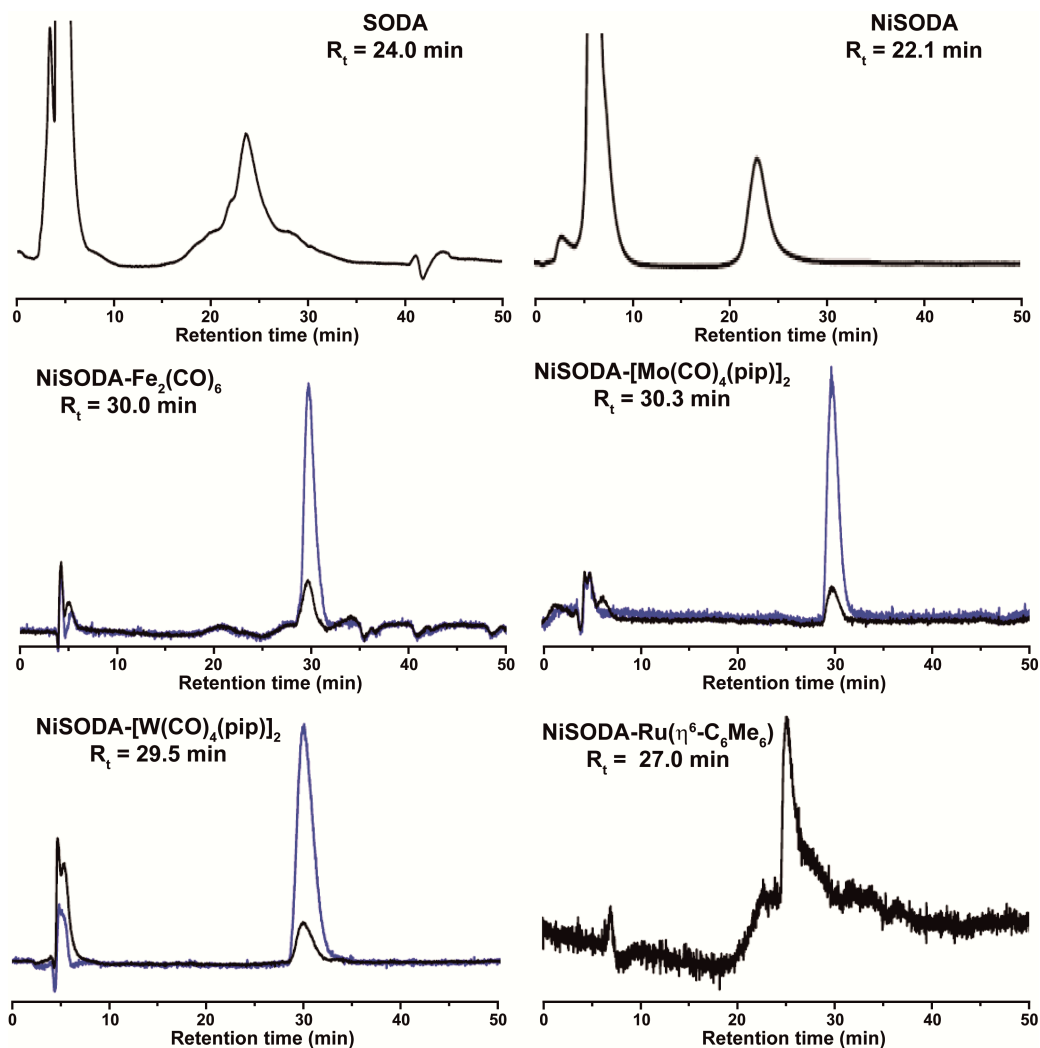 SODA
Rₜ = 24.0 min
0 10 20 30 40 50
Retention time (min)
NiSODA
Rₜ = 22.1 min
0 10 20 30 40 50
Retention time (min)
NiSODA-Fe₂(CO)₆
Rₜ = 30.0 min
0 10 20 30 40 50
Retention time (min)
NiSODA-[Mo(CO)₄(pip)]₂
Rₜ = 30.3 min
0 10 20 30 40 50
Retention time (min)
NiSODA-[W(CO)₄(pip)]₂
Rₜ = 29.5 min
0 10 20 30 40 50
Retention time (min)
NiSODA-Ru(η⁶-C₆Me₆)
Rₜ = 27.0 min
0 10 20 30 40 50
Retention time (min)